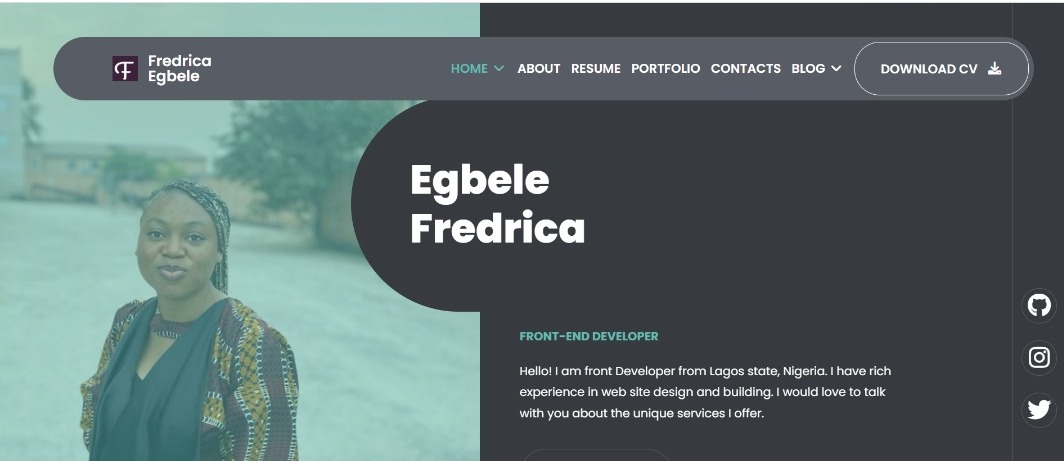 Fredrica
Egbele
HOME ABOUT RESUME PORTFOLIO CONTACTS BLOG DOWNLOAD CV
Egbele
Fredrica
FRONT-END DEVELOPER
Hello! I am front Developer from Lagos state, Nigeria. I have rich
experience in web site design and building. I would love to talk
with you about the unique services I offer.